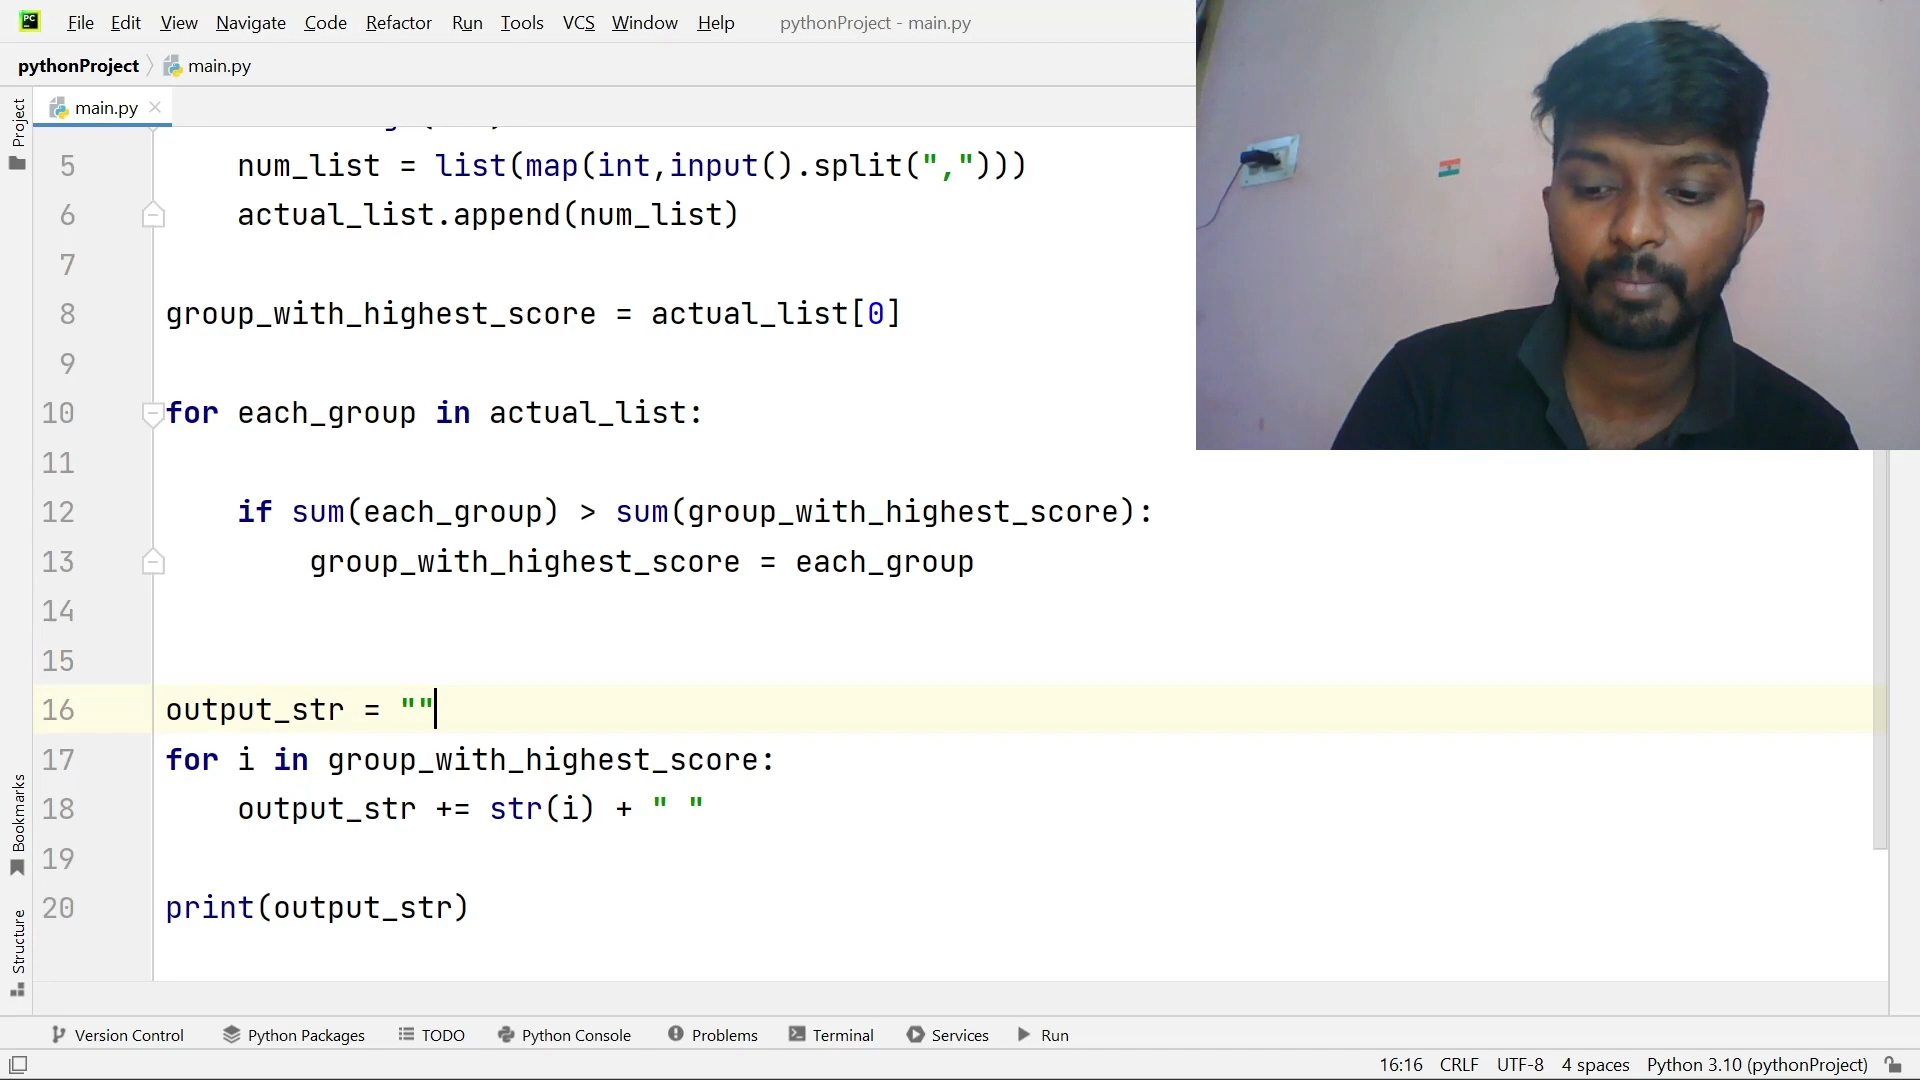 PC File Edit View Navigate Code Refactor Run Tools VCS Window Help pythonProject - main.py
pythonProject main.py
Project
main.py
5 num_list = list(map(int,input().split(",")))
6 actual_list.append(num_list)
7
8 group_with_highest_score = actual_list[0]
9
10 for each_group in actual_list:
11
12 if sum(each_group) > sum(group_with_highest_score):
13 group_with_highest_score = each_group
14
15
16 output_str = ""
17 for i in group_with_highest_score:
18 output_str += str(i) + " "
19
20 print(output_str)
Bookmarks
Structure
Version Control Python Packages TODO Python Console Problems Terminal Services Run
16:16 CRLF UTF-8 4 spaces Python 3.10 (pythonProject)